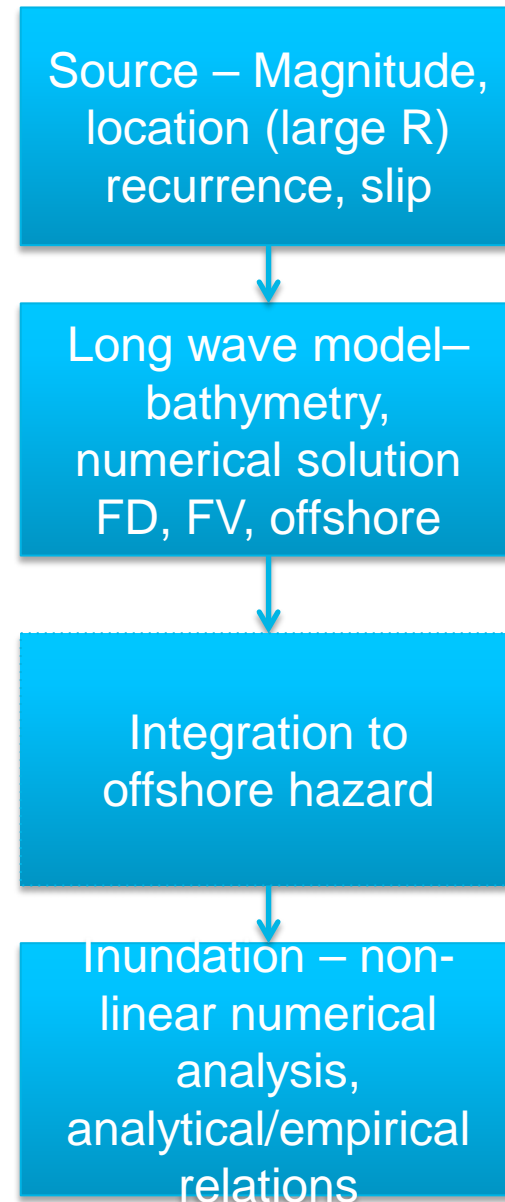 Source – Magnitude,
location (large R)
recurrence, slip
Long wave model–
bathymetry,
numerical solution
FD, FV, offshore
Integration to
offshore hazard
Inundation – non-
linear numerical
analysis,
analytical/empirical
relations